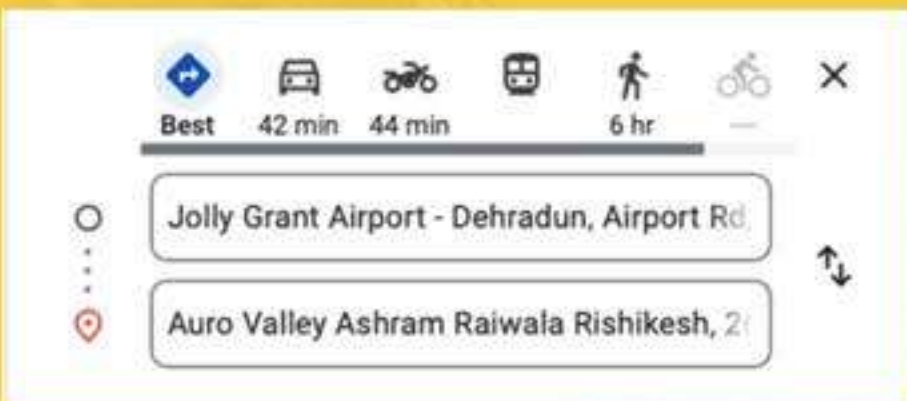 Best 42 min 44 min 6 hr
Jolly Grant Airport - Dehradun, Airport Rd
Auro Valley Ashram Raiwala Rishikesh,